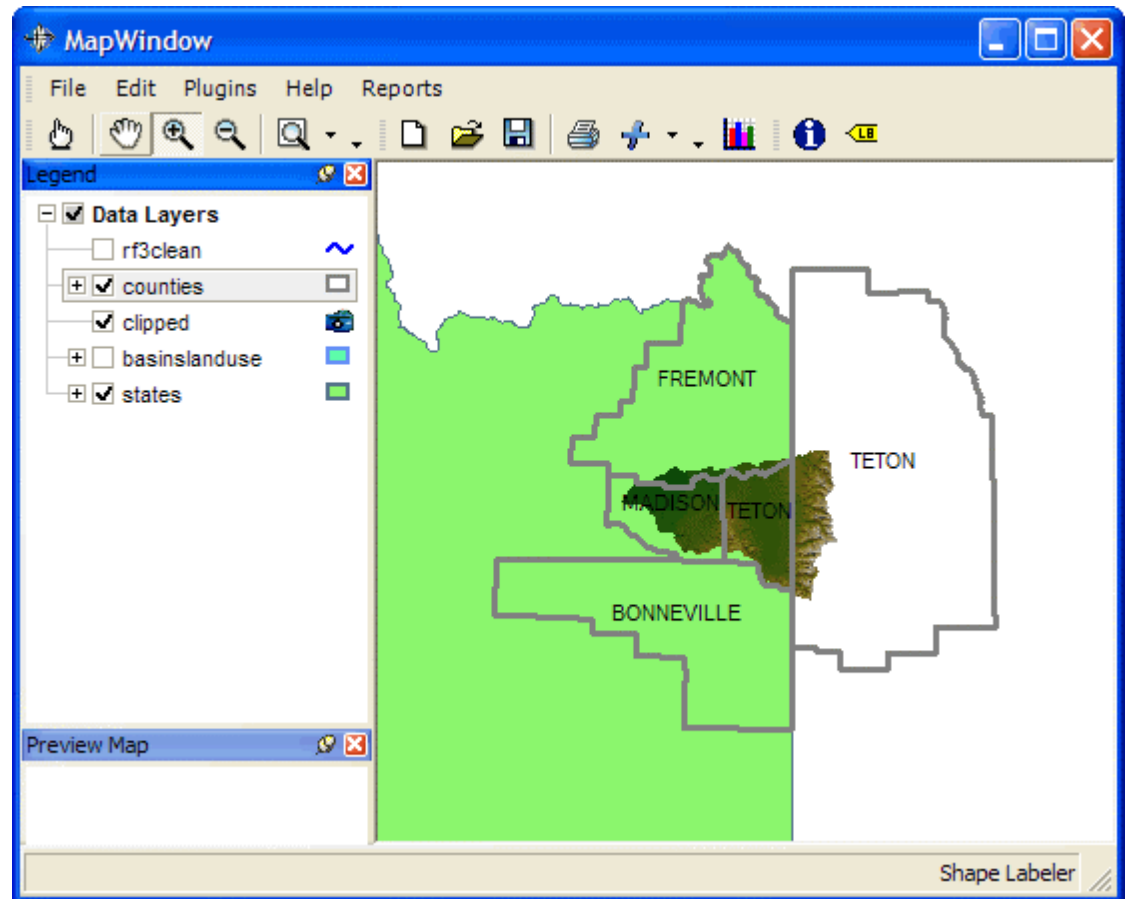 MapWindow
File Edit Plugins Help Reports
LB
Legend
Data Layers
rf3clean
counties
clipped
basinslanduse
states
FREMONT
TETON
MADISON
TETON
BONNEVILLE
Preview Map
Shape Labeler